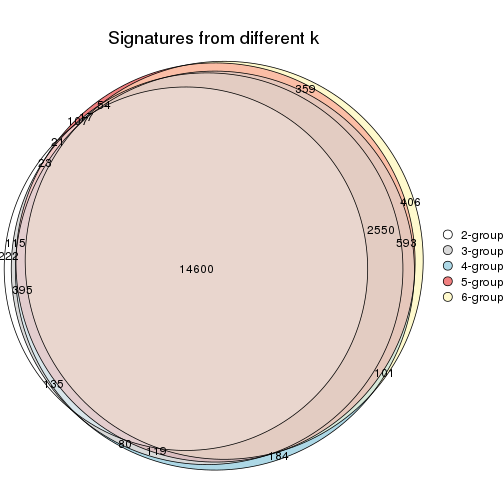 Signatures from different k
359
54
17
21
23
406
2550
593
115
222
14600
395
101
135
80
119
184
2-group
3-group
4-group
5-group
6-group